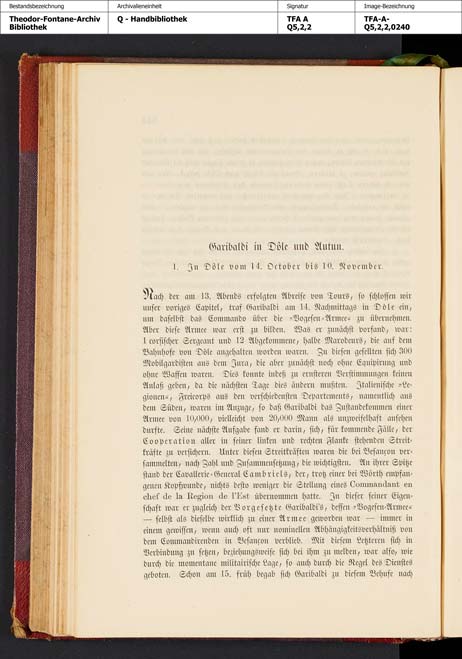 Bestandsbezeichnung
Theodor-Fontane-Archiv
Bibliothek
Archivalieneinheit
Q - Handbibliothek
Signatur
TFA A
Q5,2,2
Image-Bezeichnung
TFA-A-
Q5,2,2,0240
Garibaldi in Dôle und Autun.
1. In Dôle vom 14. October bis 10. November.
Nach der am 13. Abends erfolgten Abreise von Tours, so schlossen wir
unser voriges Capitel, traf Garibaldi am 14. Nachmittags in Dôle ein,
um daselbst das Commando über die »Vogesen-Armee« zu übernehmen.
Aber diese Armee war erst zu bilden. Was er zunächst vorfand, war:
1 corsischer Sergeant und 12 Abgekommene, halbe Marodeurs, die auf dem
Bahnhofe von Dôle angehalten worden waren. Zu diesen gesellten sich 300
Mobilgardisten aus dem Jura, die aber zunächst noch ohne Equipirung und
ohne Waffen waren. Dies konnte indeß zu ernsteren Verstimmungen keinen
Anlaß geben, da die nächsten Tage dies ändern mußten. Italienische »Le-
gionen«, Freicorps aus den verschiedensten Departements, namentlich aus
dem Süden, waren im Anzuge, so daß Garibaldi das Zustandekommen einer
Armee von 10,000, vielleicht von 20,000 Mann als unzweifelhaft ansehen
durfte. Seine nächste Aufgabe fand er darin, sich, für kommende Fälle, der
Cooperation aller in seiner linken und rechten Flanke stehenden Streit-
kräfte zu versichern. Unter diesen Streitkräften waren die bei Besançon ver-
sammelten, nach Zahl und Zusammensetzung, die wichtigsten. An ihrer Spitze
stand der Cavallerie-General Cambriels, der, trotz einer bei Wörth empfan-
genen Kopfwunde, nichts desto weniger die Stellung eines Commandant en
chef de la Region de l'Est übernommen hatte. In dieser seiner Eigen-
schaft war er zugleich der Vorgesetzte Garibaldi's, dessen »Vogesen-Armee«
— selbst als dieselbe wirklich zu einer Armee geworden war — immer in
einem gewissen, wenn auch oft nur nominellen Abhängigkeitsverhältniß von
dem Commandirenden in Besançon verblieb. Mit diesem Letzteren sich in
Verbindung zu setzen, beziehungsweise sich bei ihm zu melden, war also, wie
durch die momentane militairische Lage, so auch durch die Regel des Dienstes
geboten. Schon am 15. früh begab sich Garibaldi zu diesem Behufe nach